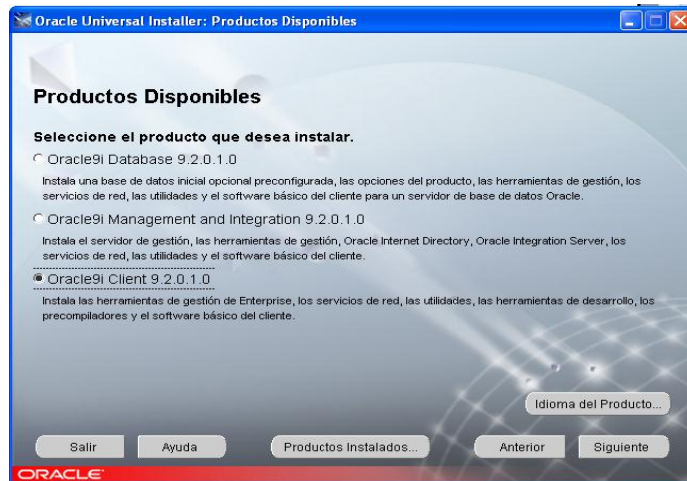 Oracle Universal Installer: Productos Disponibles
Productos Disponibles
Seleccione el producto que desea instalar.
Oracle9i Database 9.2.0.1.0
Instala una base de datos inicial opcional preconfigurada, las opciones del producto, las herramientas de gestión, los
servicios de red, las utilidades y el software básico del cliente para un servidor de base de datos Oracle.
Oracle9i Management and Integration 9.2.0.1.0
Instala el servidor de gestión, las herramientas de gestión, Oracle Internet Directory, Oracle Integration Server, los
servicios de red, las utilidades y el software básico del cliente.
Oracle9i Client 9.2.0.1.0
Instala las herramientas de gestión de Enterprise, los servicios de red, las utilidades, las herramientas de desarrollo, los
precompiladores y el software básico del cliente.
Idioma del Producto...
Salir Ayuda Productos Instalados... Anterior Siguiente
ORACLE